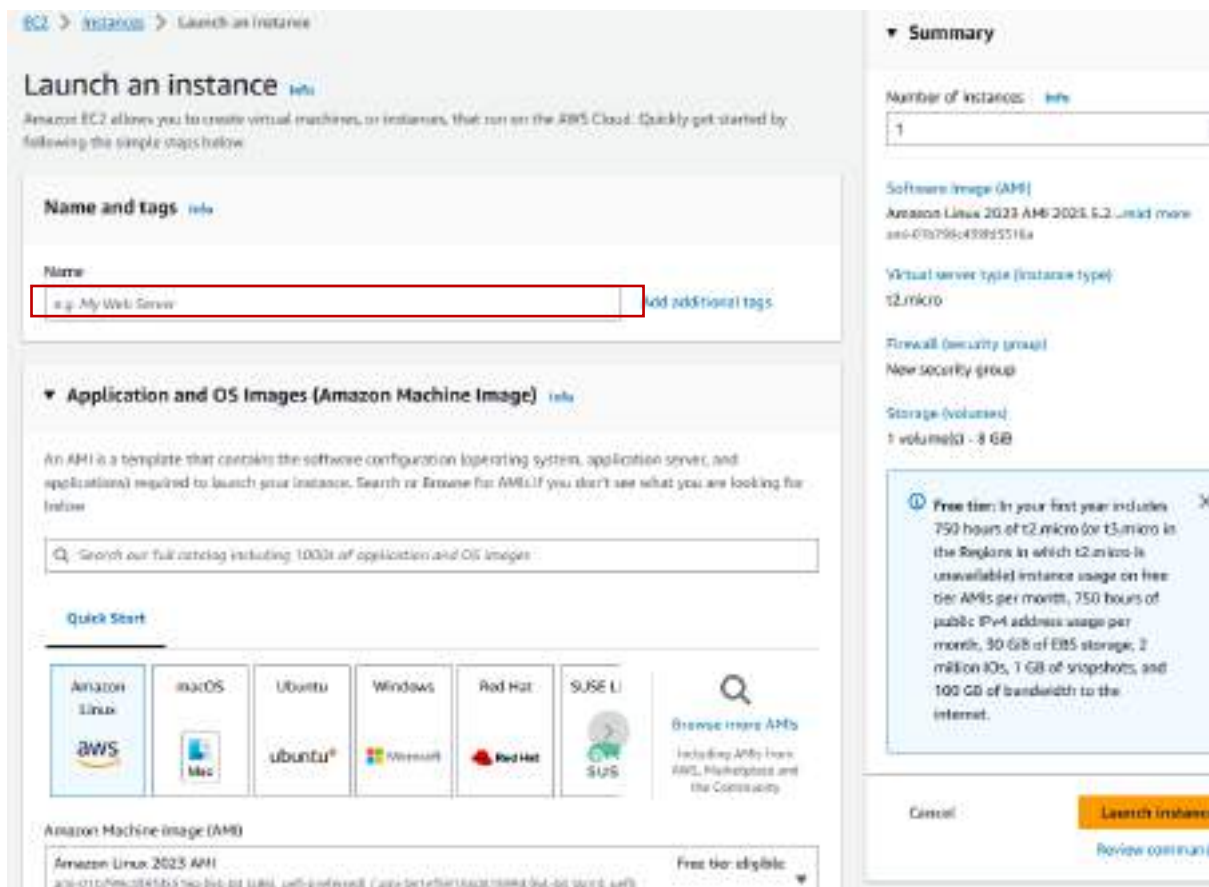 EC2 > Instances > Launch an instance
Launch an instance Info
Amazon EC2 allows you to create virtual machines, or instances, that run on the AWS Cloud. Quickly get started by
following the simple steps below.
Name and tags Info
Name
e.g. My Web Server
Add additional tags
▼ Application and OS Images (Amazon Machine Image) Info
An AMI is a template that contains the software configuration (operating system, application server, and
applications) required to launch your instance. Search or Browse for AMIs if you don't see what you are looking for
below
Search our full catalog including 1000s of application and OS images
Quick Start
Amazon
Linux
aws
macOS
Mac
Ubuntu
ubuntu
Windows
Microsoft
Red Hat
Red Hat
SUSE Li
SUS
Browse more AMIs
Including AMIs from
AWS, Marketplace and
the Community
Amazon Machine Image (AMI)
Amazon Linux 2023 AMI
Free tier eligible
▼ Summary
Number of instances Info
1
Software Image (AMI)
Amazon Linux 2023 AMI 2023.5.2...read more
Virtual server type (instance type)
t2.micro
Firewall (security group)
New security group
Storage (volumes)
1 volume(s) - 8 GiB
Free tier: In your first year includes
750 hours of t2.micro (or t3.micro in
the Regions in which t2.micro is
unavailable) instance usage on free
tier AMIs per month, 750 hours of
public IPv4 address usage per
month, 30 GiB of EBS storage, 2
million IOs, 1 GB of snapshots, and
100 GB of bandwidth to the
internet.
Cancel
Launch instance
Review comman